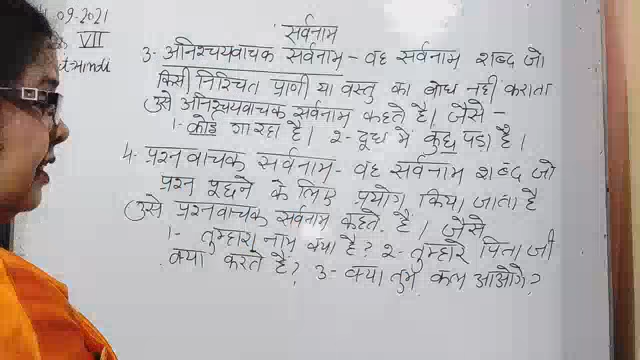 09-2021
सर्वनाम
VII
Hindi
3- अनिश्चयवाचक सर्वनाम - वह सर्वनाम शब्द जो
किसी निश्चित प्राणी या वस्तु का बोध नही कराता
उसे अनिश्चयवाचक सर्वनाम कहते हैं। जैसे -
1- कोई गा रहा है। 2- दूध में कुछ पड़ा है।
4- प्रश्नवाचक सर्वनाम - वह सर्वनाम शब्द जो
प्रश्न पूछने के लिए प्रयोग किया जाता है
उसे प्रश्नवाचक सर्वनाम कहते हैं। जैसे
1- तुम्हारा नाम क्या है? 2- तुम्हारे पिता जी
क्या करते हैं? 3- क्या तुम कल आओगे?